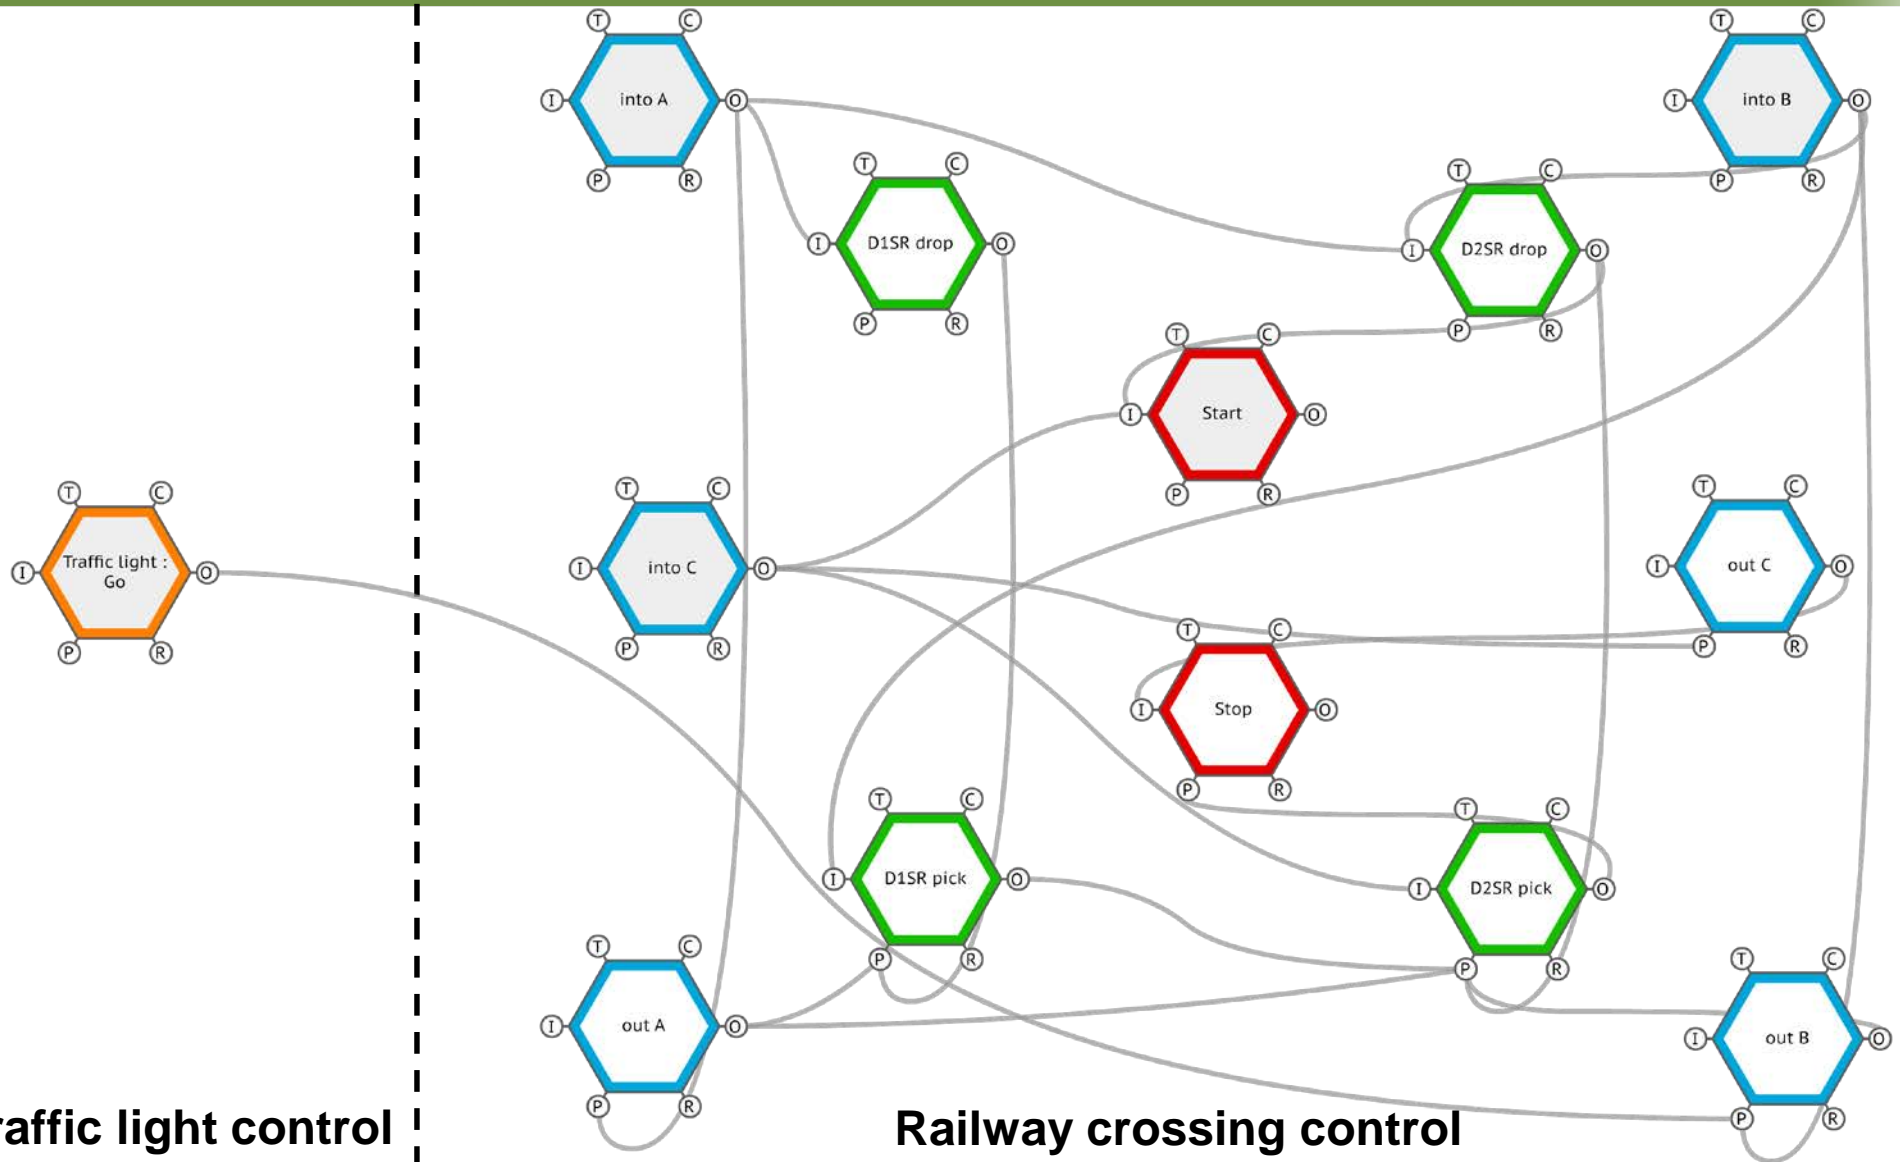 T C
T C
into A
I O
into B
I O
P R
P R
T C
D1SR drop
I O
P R
T C
D2SR drop
I O
P R
T C
Start
I O
P R
T C
Traffic light :
Go
I O
P R
T C
into C
I O
P R
T C
out C
I O
P R
T C
Stop
I O
P R
T C
D1SR pick
I O
P R
T C
D2SR pick
I O
P R
T C
out A
I O
P R
T C
out B
I O
P R
raffic light control
Railway crossing control